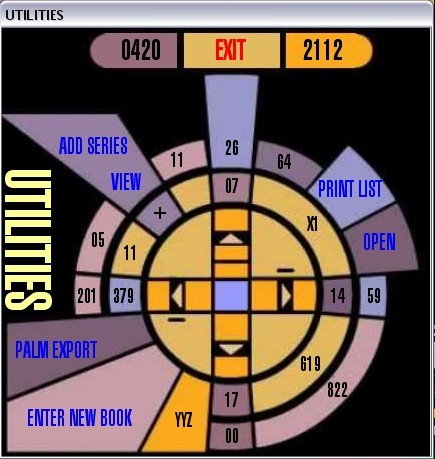 UTILITIES
0420 EXIT 2112
ADD SERIES
VIEW
11
26
64
07
PRINT LIST
+
X1
OPEN
UTILITIES
05
11
201
379
14
59
PALM EXPORT
619
822
ENTER NEW BOOK
YYZ
17
00